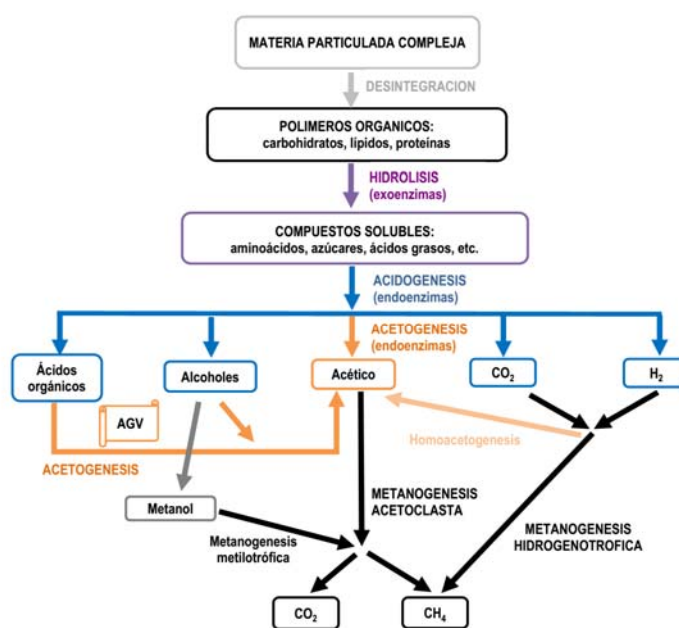 MATERIA PARTICULADA COMPLEJA
DESINTEGRACION
POLIMEROS ORGANICOS:
carbohidratos, lípidos, proteínas
HIDROLISIS
(exoenzimas)
COMPUESTOS SOLUBLES:
aminoácidos, azúcares, ácidos grasos, etc.
ACIDOGENESIS
(endoenzimas)
ACETOGENESIS
(endoenzimas)
Ácidos
orgánicos
Alcoholes
Acético
CO2
H2
AGV
Homoacetogenesis
ACETOGENESIS
Metanol
METANOGENESIS
ACETOCLASTA
Metanogenesis
metilotrófica
METANOGENESIS
HIDROGENOTROFICA
CO2
CH4